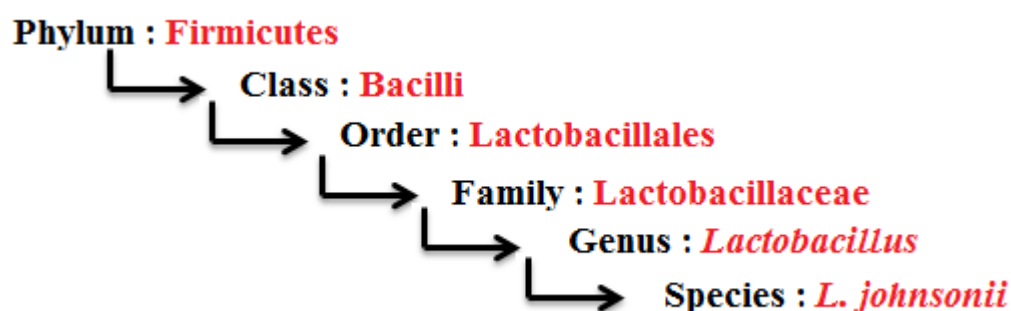 Phylum : Firmicutes
Class : Bacilli
Order : Lactobacillales
Family : Lactobacillaceae
Genus : Lactobacillus
Species : L. johnsonii